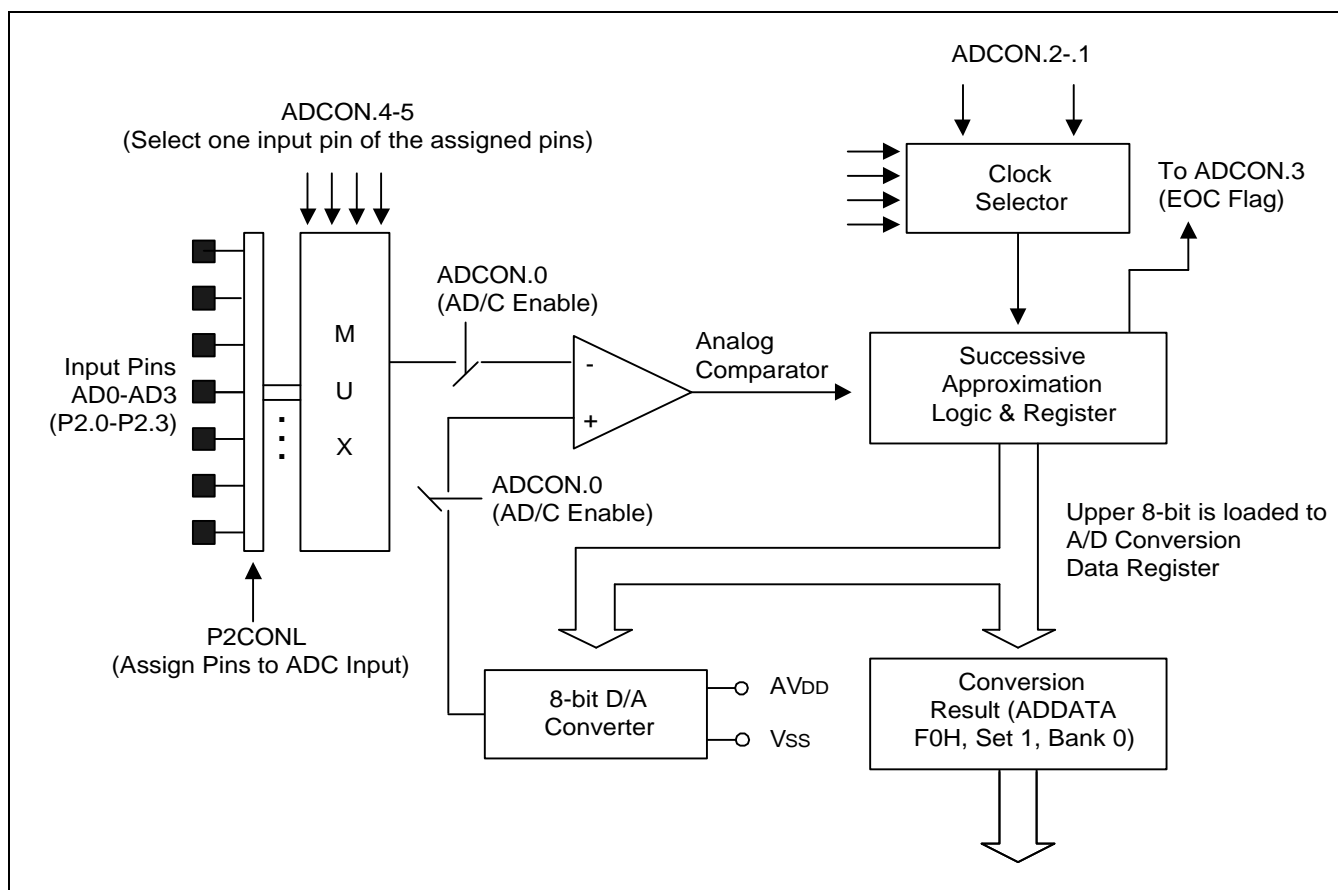 ADCON.2-.1
ADCON.4-5
(Select one input pin of the assigned pins)
Clock
Selector
To ADCON.3
(EOC Flag)
ADCON.0
(AD/C Enable)
M
U
X
Input Pins
AD0-AD3
(P2.0-P2.3)
-
+
Analog
Comparator
Successive
Approximation
Logic & Register
ADCON.0
(AD/C Enable)
Upper 8-bit is loaded to
A/D Conversion
Data Register
P2CONL
(Assign Pins to ADC Input)
8-bit D/A
Converter
AVDD
VSS
Conversion
Result (ADDATA
F0H, Set 1, Bank 0)